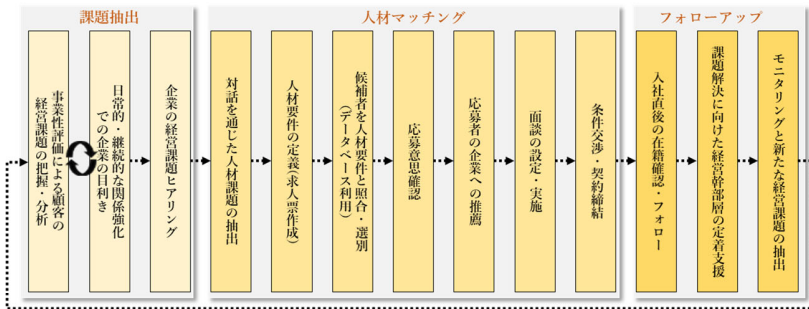 課題抽出
人材マッチング
フォローアップ
事業性評価による顧客の
経営課題の把握・分析
日常的・継続的な関係強化
での企業の目利き
企業の経営課題ヒアリング
対話を通じた人材課題の抽出
人材要件の定義(求人票作成)
候補者を人材要件と照合・選別
(データベース利用)
応募意思確認
応募者の企業への推薦
面談の設定・実施
条件交渉・契約締結
入社直後の在籍確認・フォロー
課題解決に向けた経営幹部層の定着支援
モニタリングと新たな経営課題の抽出